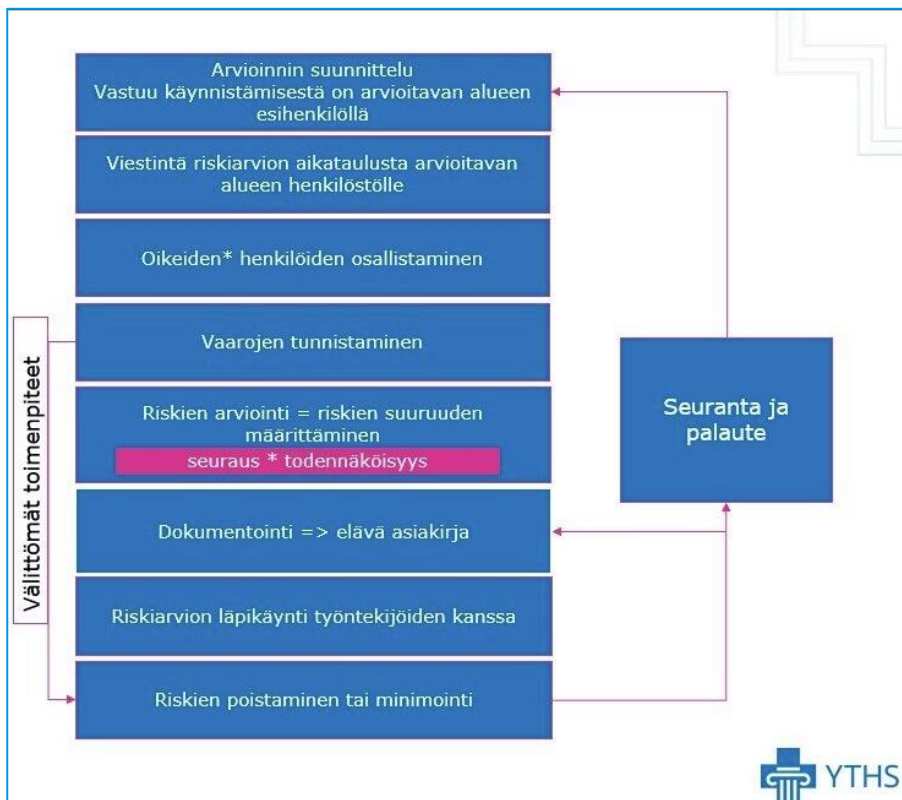 Arvioinnin suunnittelu
Vastuu käynnistämisestä on arvioitavan alueen
esihenkilöllä
Viestintä riskiarvion aikataulusta arvioitavan
alueen henkilöstölle
Oikeiden* henkilöiden osallistaminen
Vaarojen tunnistaminen
Riskien arviointi = riskien suuruuden
määrittäminen
seuraus * todennäköisyys
Dokumentointi => elävä asiakirja
Riskiarvion läpikäynti työntekijöiden kanssa
Riskien poistaminen tai minimointi
Välittömät toimenpiteet
Seuranta ja
palaute
YTHS